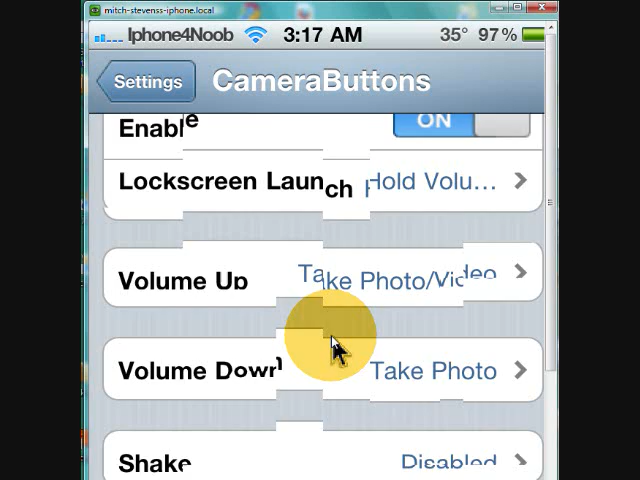 mitch-stevenss-iphone.local
Iphone4Noob 3:17 AM 35° 97%
Settings CameraButtons
Enable ON
Lockscreen Launch Hold Volu...
Volume Up Take Photo/Video
Volume Down Take Photo
Shake Disabled